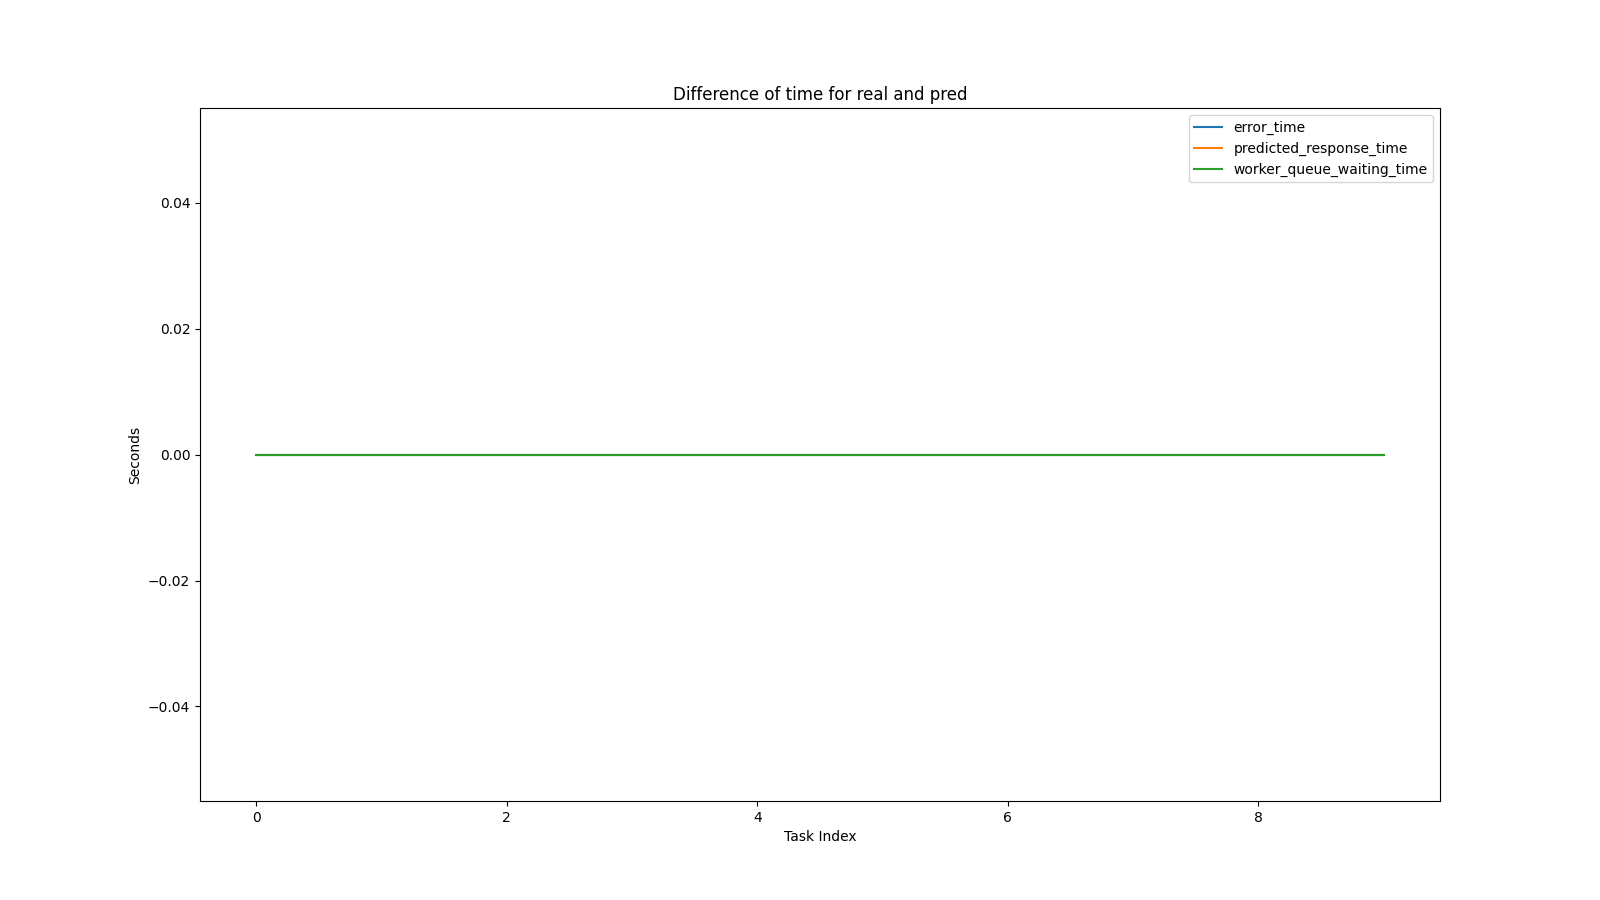 Difference of time for real and pred
error_time
predicted_response_time
worker_queue_waiting_time
0.04
0.02
0.00
−0.02
−0.04
Seconds
0 2 4 6 8
Task Index